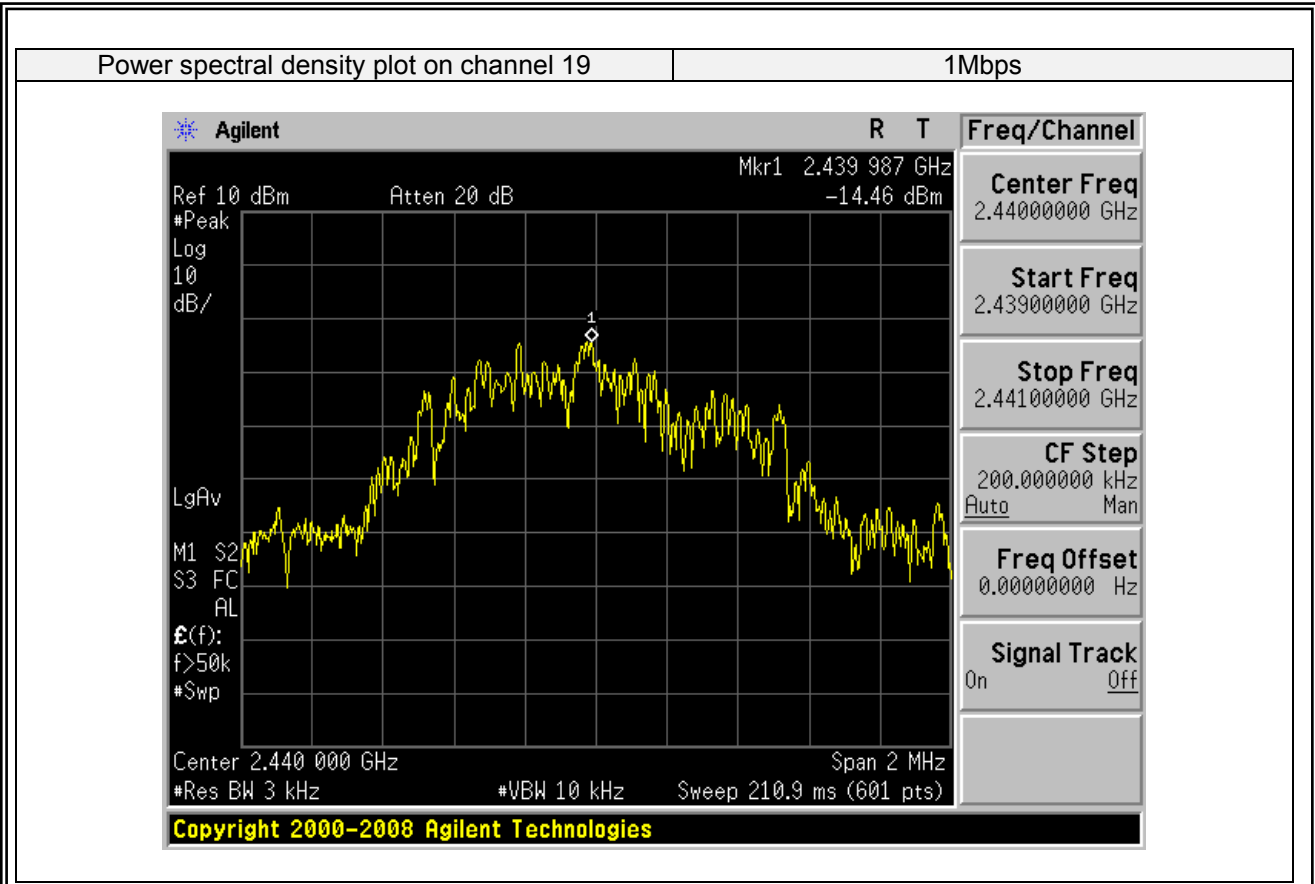 Power spectral density plot on channel 19 1Mbps
Agilent R T Freq/Channel
Mkr1 2.439 987 GHz
Ref 10 dBm Atten 20 dB -14.46 dBm
#Peak
Log
10
dB/
1
LgAv
M1 S2
S3 FC
AL
£(f):
f>50k
#Swp
Center 2.440 000 GHz Span 2 MHz
#Res BW 3 kHz #VBW 10 kHz Sweep 210.9 ms (601 pts)
Copyright 2000-2008 Agilent Technologies
Center Freq
2.44000000 GHz
Start Freq
2.43900000 GHz
Stop Freq
2.44100000 GHz
CF Step
200.000000 kHz
Auto Man
Freq Offset
0.00000000 Hz
Signal Track
On Off